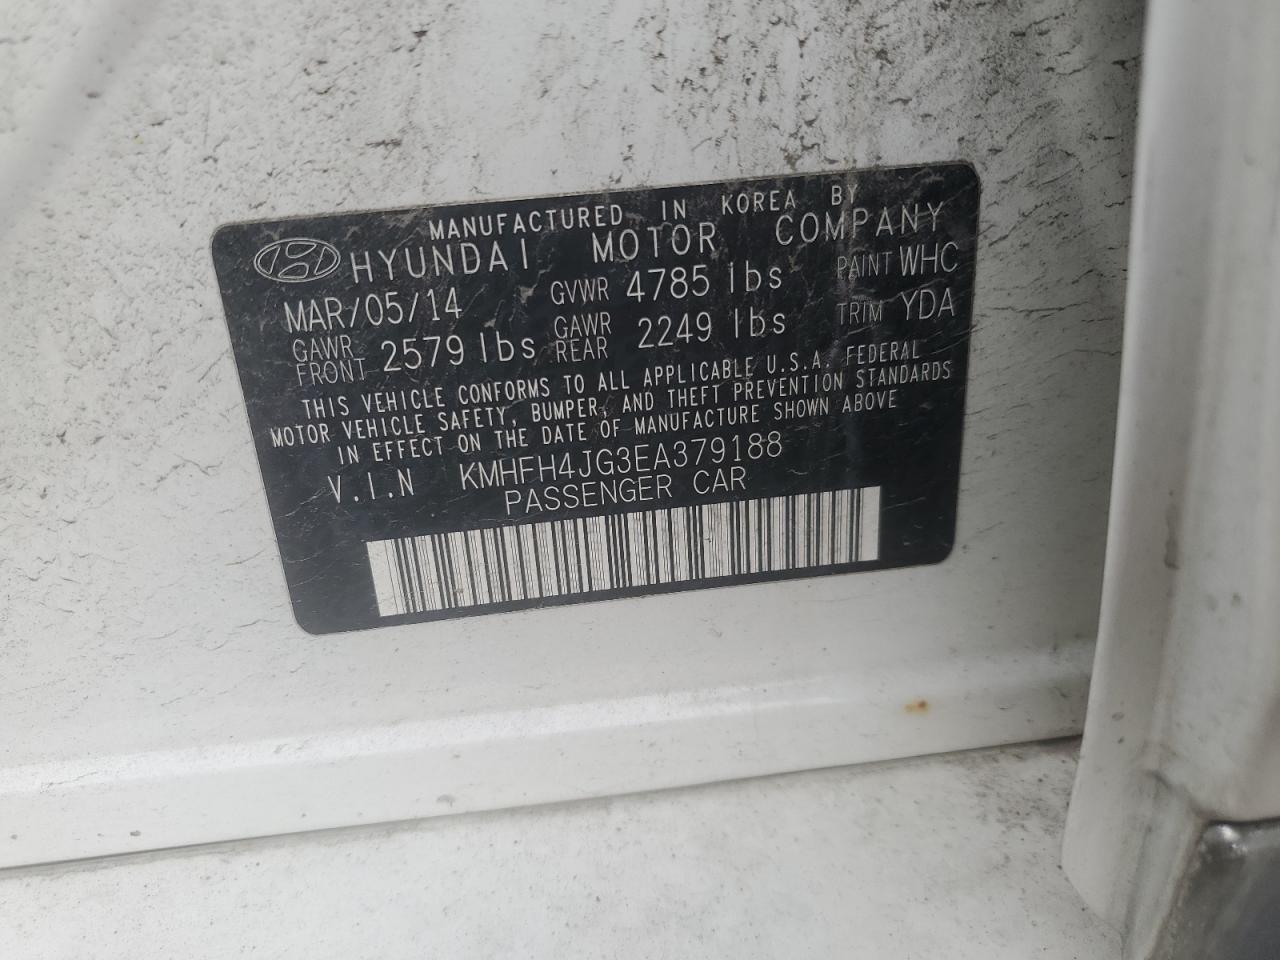 MANUFACTURED IN KOREA BY
HYUNDAI MOTOR COMPANY
MAR/05/14 GVWR 4785 lbs PAINT WHC
GAWR FRONT 2579 lbs GAWR REAR 2249 lbs TRIM YDA
THIS VEHICLE CONFORMS TO ALL APPLICABLE U.S.A. FEDERAL
MOTOR VEHICLE SAFETY, BUMPER, AND THEFT PREVENTION STANDARDS
IN EFFECT ON THE DATE OF MANUFACTURE SHOWN ABOVE
V.I.N KMHFH4JG3EA379188
PASSENGER CAR